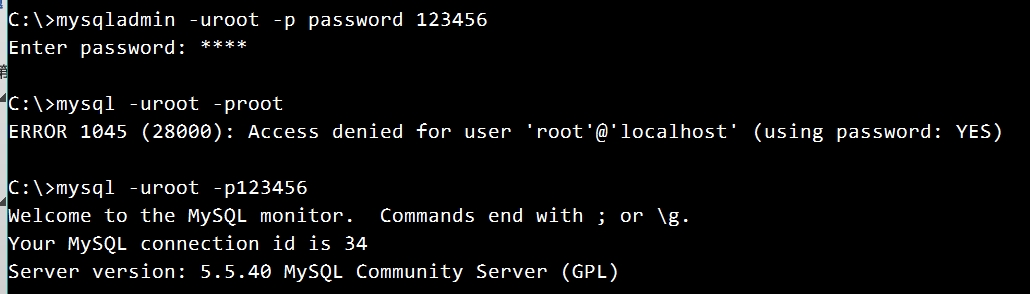 C:\>mysqladmin -uroot -p password 123456
Enter password: ****
C:\>mysql -uroot -proot
ERROR 1045 (28000): Access denied for user 'root'@'localhost' (using password: YES)
C:\>mysql -uroot -p123456
Welcome to the MySQL monitor.  Commands end with ; or \g.
Your MySQL connection id is 34
Server version: 5.5.40 MySQL Community Server (GPL)